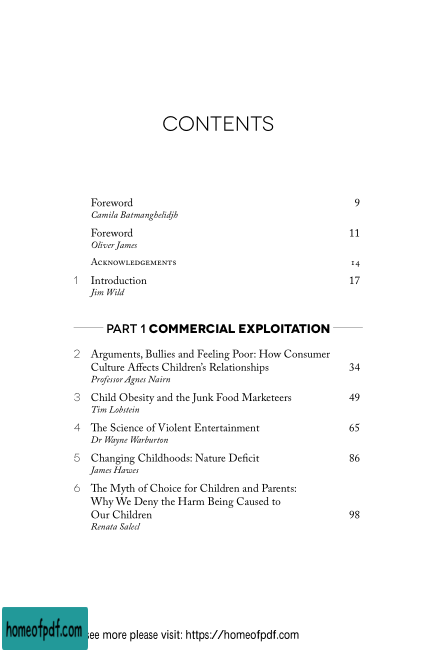 CONTENTS
Foreword 9
Camila Batmanghelidjh
Foreword 11
Oliver James
Acknowledgements 14
1 Introduction 17
Jim Wild
PART 1 COMMERCIAL EXPLOITATION
2 Arguments, Bullies and Feeling Poor: How Consumer
Culture Affects Children's Relationships 34
Professor Agnes Nairn
3 Child Obesity and the Junk Food Marketeers 49
Tim Lobstein
4 The Science of Violent Entertainment 65
Dr Wayne Warburton
5 Changing Childhoods: Nature Deficit 86
James Hawes
6 The Myth of Choice for Children and Parents:
Why We Deny the Harm Being Caused to
Our Children 98
Renata Salecl
homeofpdf.com
see more please visit: https://homeofpdf.com